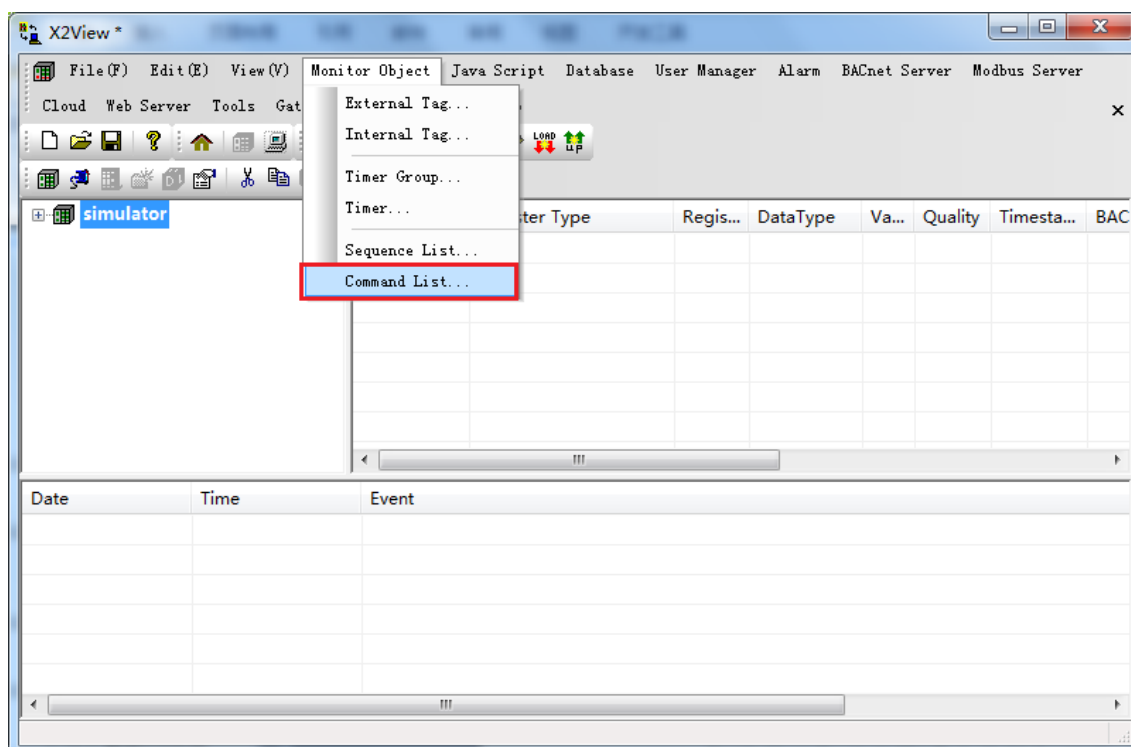 X2View *
File(F) Edit(E) View(V) Monitor Object Java Script Database User Manager Alarm BACnet Server Modbus Server
Cloud Web Server Tools Gat
External Tag...
Internal Tag...
LOAD
UP
Timer Group...
Timer...
Sequence List...
Command List...
simulator
ter Type Regis... DataType Va... Quality Timesta... BAC
Date Time Event